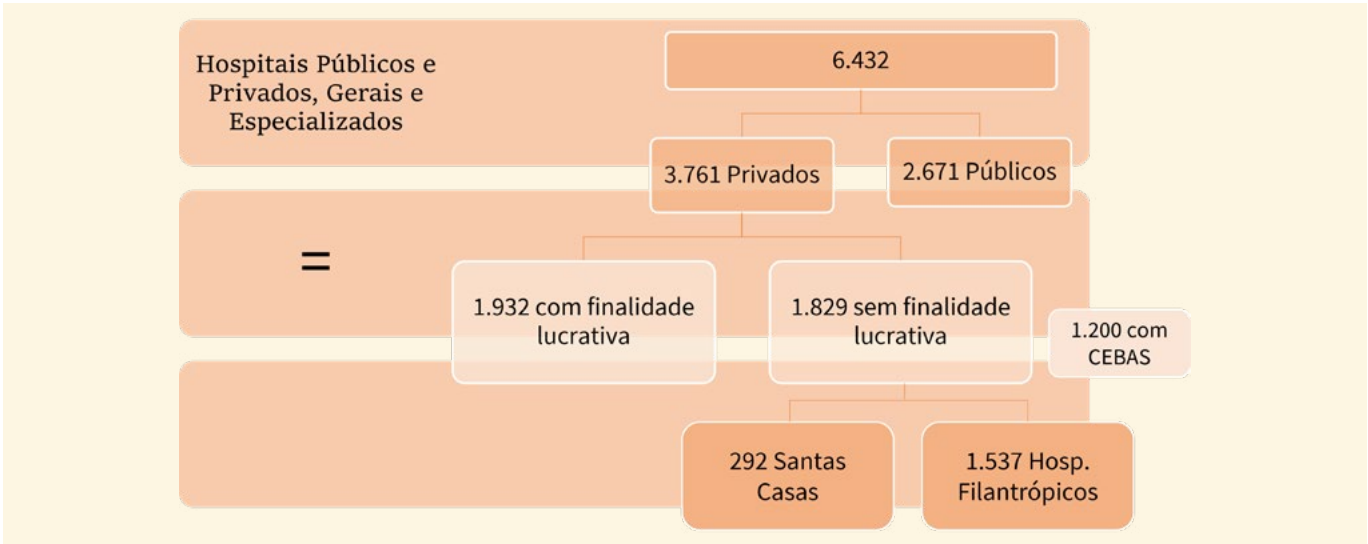 Hospitais Públicos e
Privados, Gerais e
Especializados
6.432
3.761 Privados
2.671 Públicos
=
1.932 com finalidade
lucrativa
1.829 sem finalidade
lucrativa
1.200 com
CEBAS
292 Santas
Casas
1.537 Hosp.
Filantrópicos